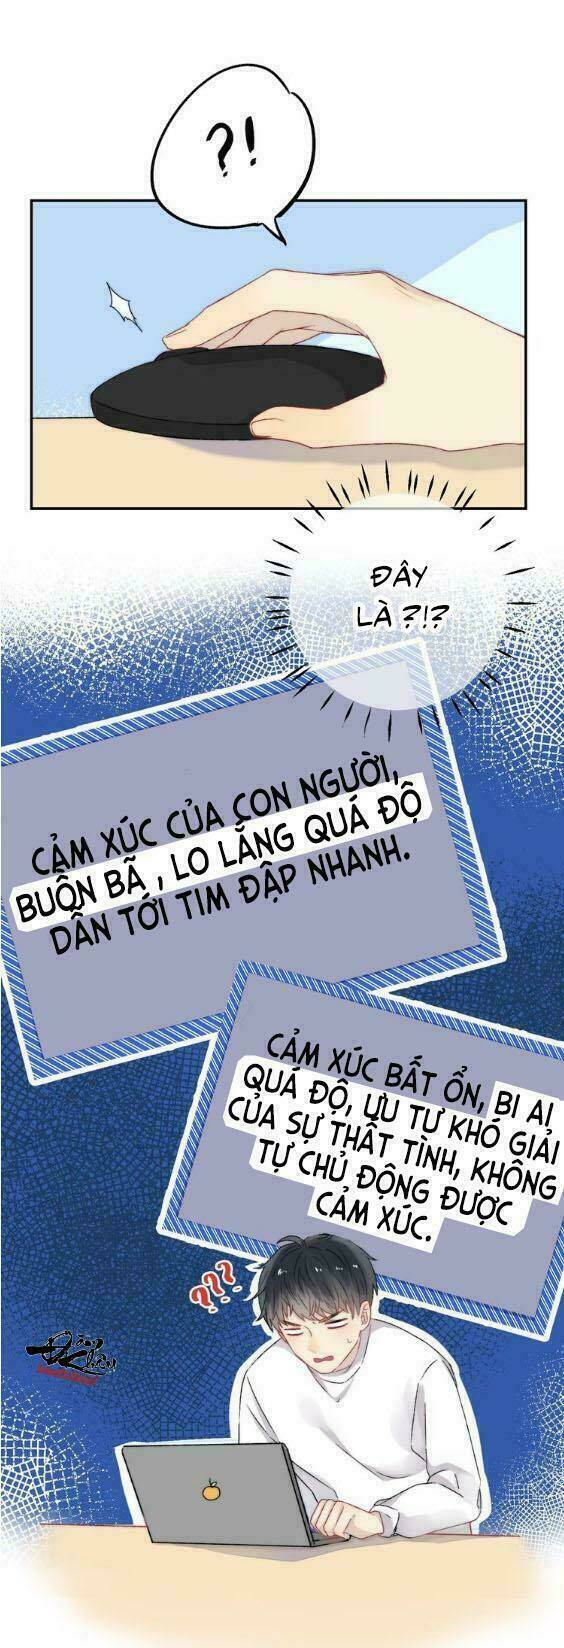 ?!
ĐÂY
LÀ ?!?
CẢM XÚC CỦA CON NGƯỜI,
BUỒN BÃ , LO LẮNG QUÁ ĐỘ
DẪN TỚI TIM ĐẬP NHANH.
CẢM XÚC BẤT ỔN, BI AI
QUÁ ĐỘ, ƯU TƯ KHÓ GIẢI
CỦA SỰ THẤT TÌNH, KHÔNG
TỰ CHỦ ĐỘNG ĐƯỢC
CẢM XÚC.
???